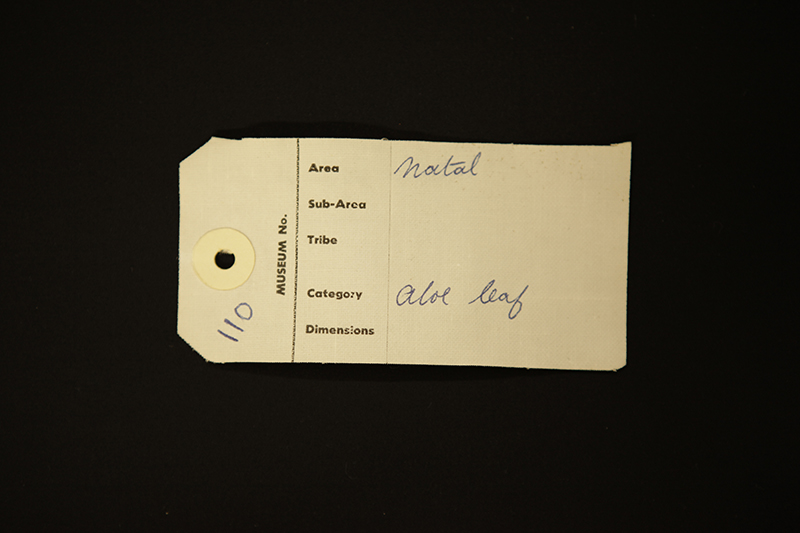 MUSEUM No.
110
Area Natal
Sub-Area
Tribe
Category Aloe leaf
Dimensions